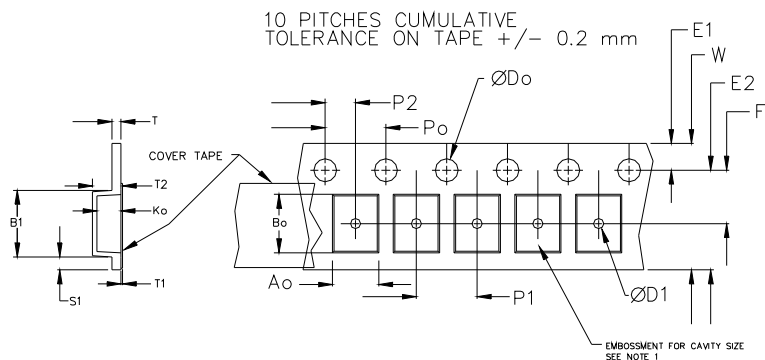 10 PITCHES CUMULATIVE
TOLERANCE ON TAPE +/- 0.2 mm
E1
W
ØDo
E2
P2
F
T
Po
COVER TAPE
T2
B1
Ko
Bo
S1
T1
Ao
P1
ØD1
EMBOSSMENT FOR CAVITY SIZE
SEE NOTE 1